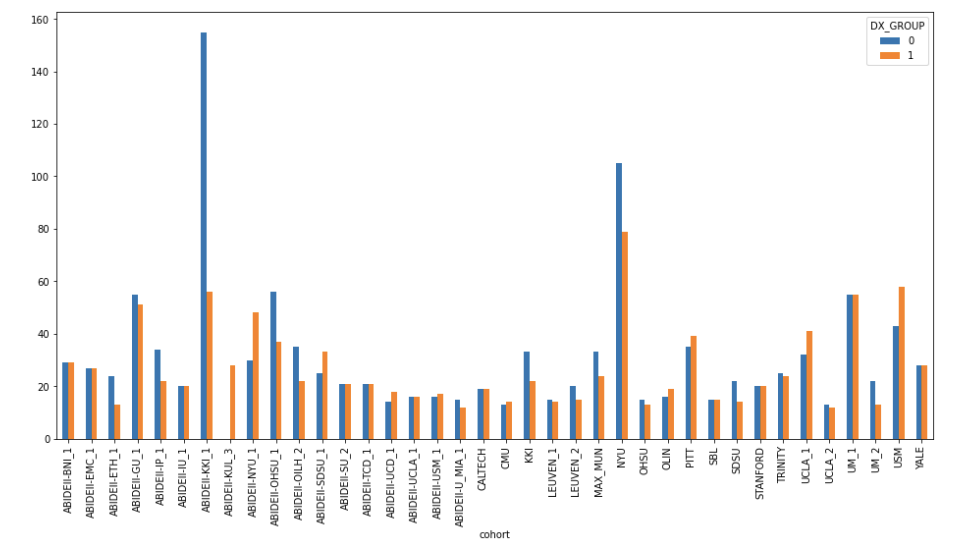 160
140
120
100
80
60
40
20
0
DX_GROUP
0
1
ABIDEII-BNI_1
ABIDEII-EMC_1
ABIDEII-ETH_1
ABIDEII-GU_1
ABIDEII-IP_1
ABIDEII-IU_1
ABIDEII-KKI_1
ABIDEII-KUL_3
ABIDEII-NYU_1
ABIDEII-OHSU_1
ABIDEII-OILH_2
ABIDEII-SDSU_1
ABIDEII-SU_2
ABIDEII-TCD_1
ABIDEII-UCD_1
ABIDEII-UCLA_1
ABIDEII-USM_1
ABIDEII-U_MIA_1
CALTECH
CMU
KKI
LEUVEN_1
LEUVEN_2
MAX_MUN
NYU
OHSU
OLIN
PITT
SBL
SDSU
STANFORD
TRINITY
UCLA_1
UCLA_2
UM_1
UM_2
USM
YALE
cohort